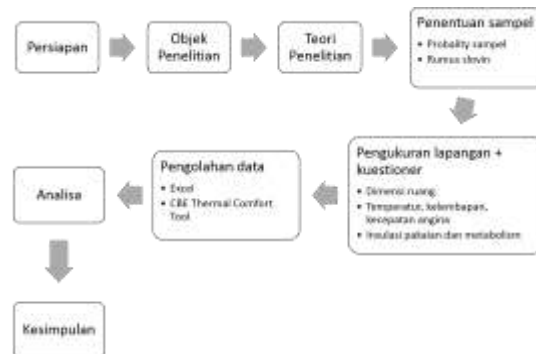 Persiapan
Objek
Penelitian
Teori
Penelitian
Penentuan sampel
• Probality sampel
• Rumus slovin
Pengukuran lapangan +
kuestioner
• Dimensi ruang
• Temperatur, kelembapan,
kecepatan angina
• Insulasi pakaian dan metabolism
Pengolahan data
• Excel
• CBE Thermal Comfort
Tool
Analisa
Kesimpulan